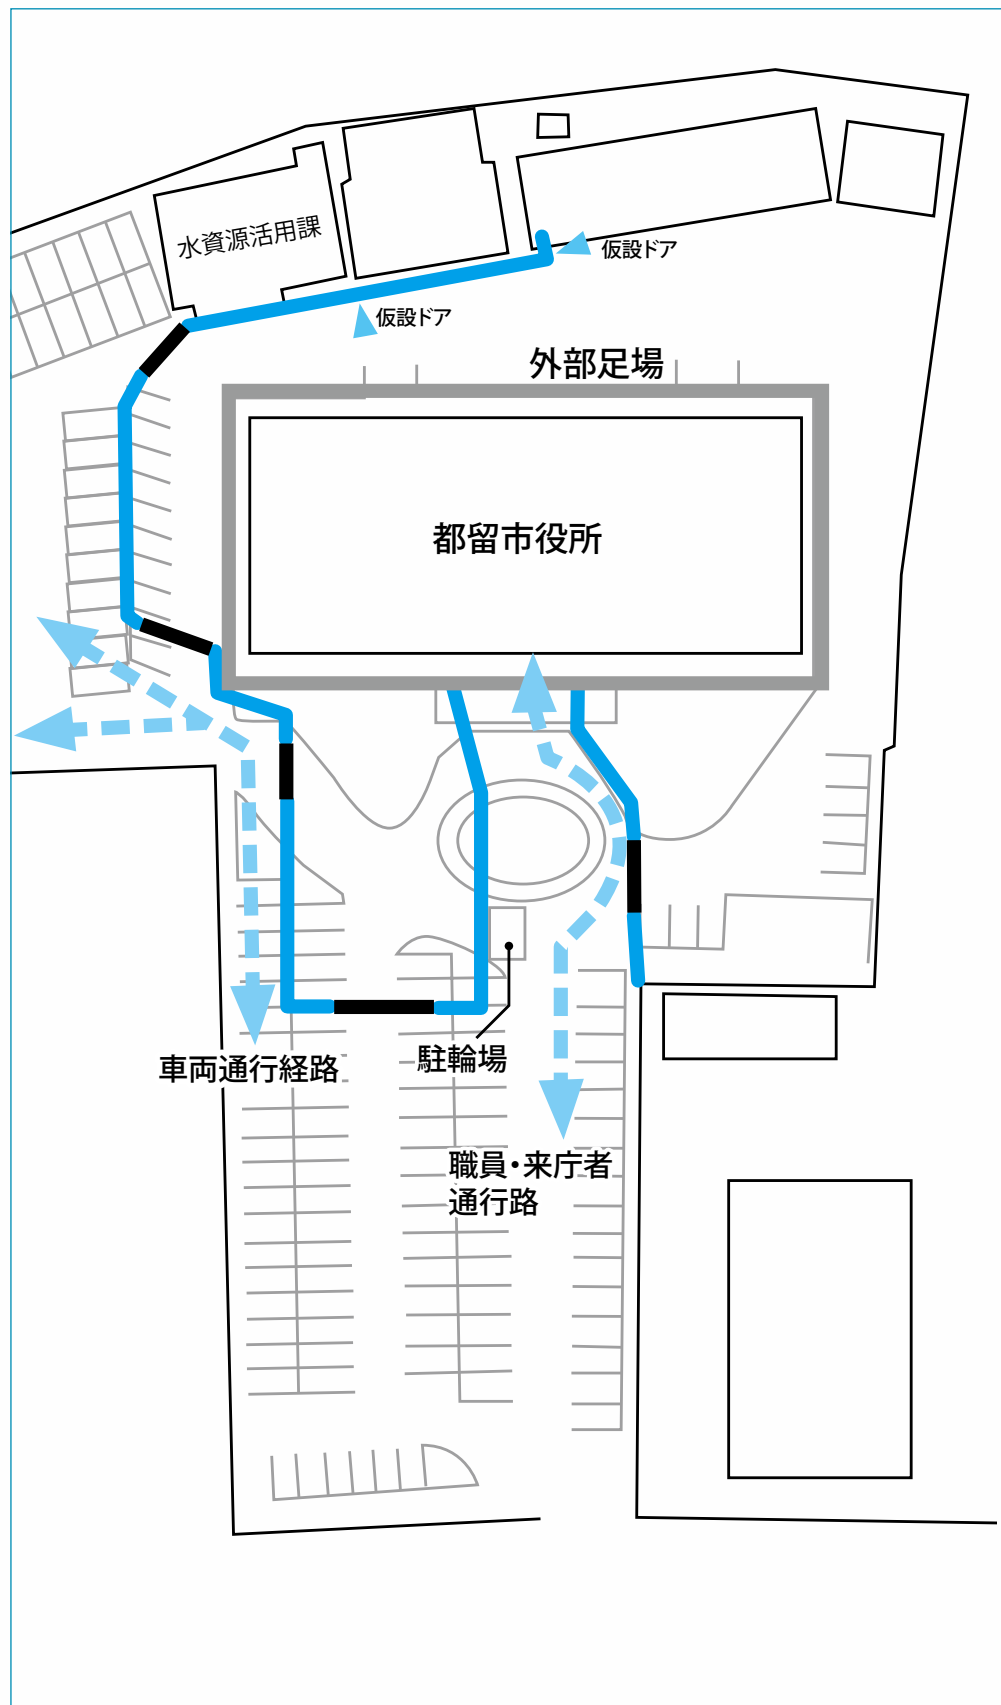 水資源活用課
仮設ドア
仮設ドア
外部足場
都留市役所
車両通行経路
駐輪場
職員・来庁者
通行路